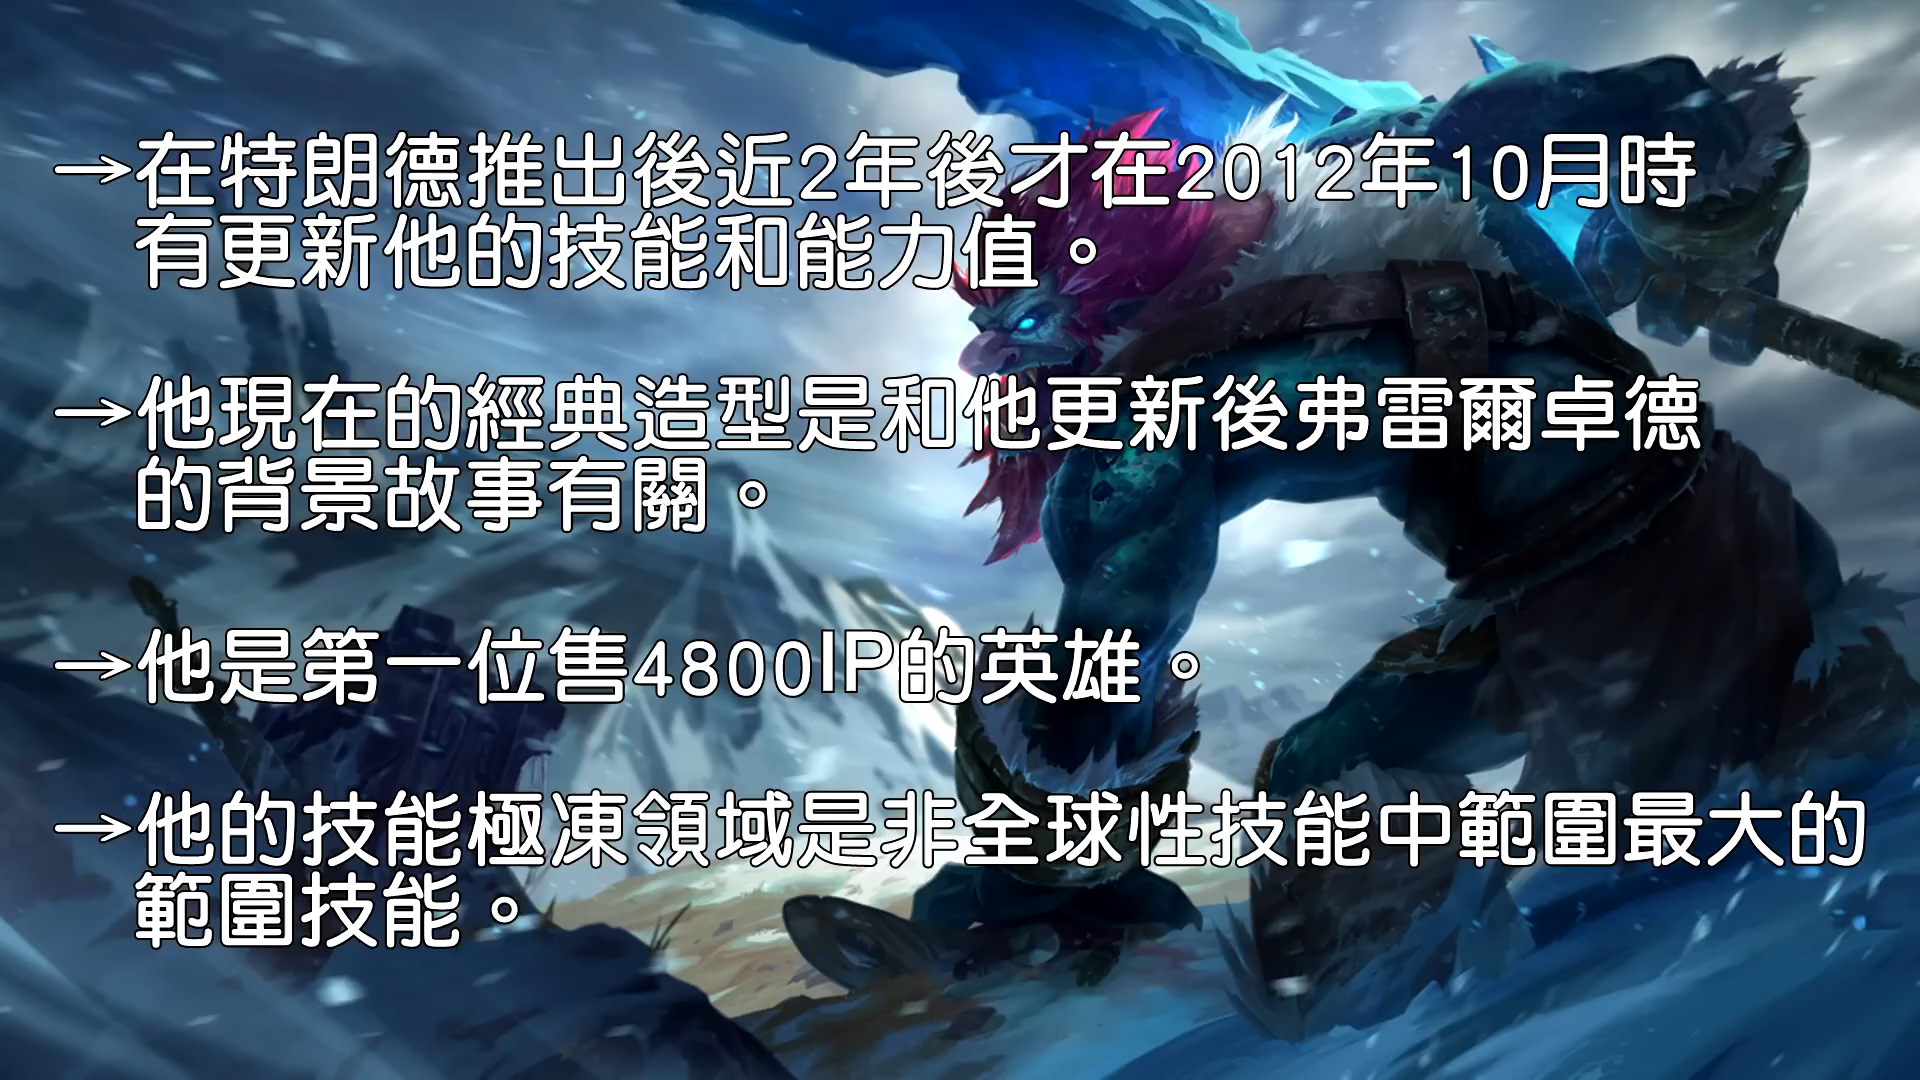 →在特朗德推出後近2年後才在2012年10月時
有更新他的技能和能力值。
→他現在的經典造型是和他更新後弗雷爾卓德
的背景故事有關。
→他是第一位售4800IP的英雄。
→他的技能極凍領域是非全球性技能中範圍最大的
範圍技能。